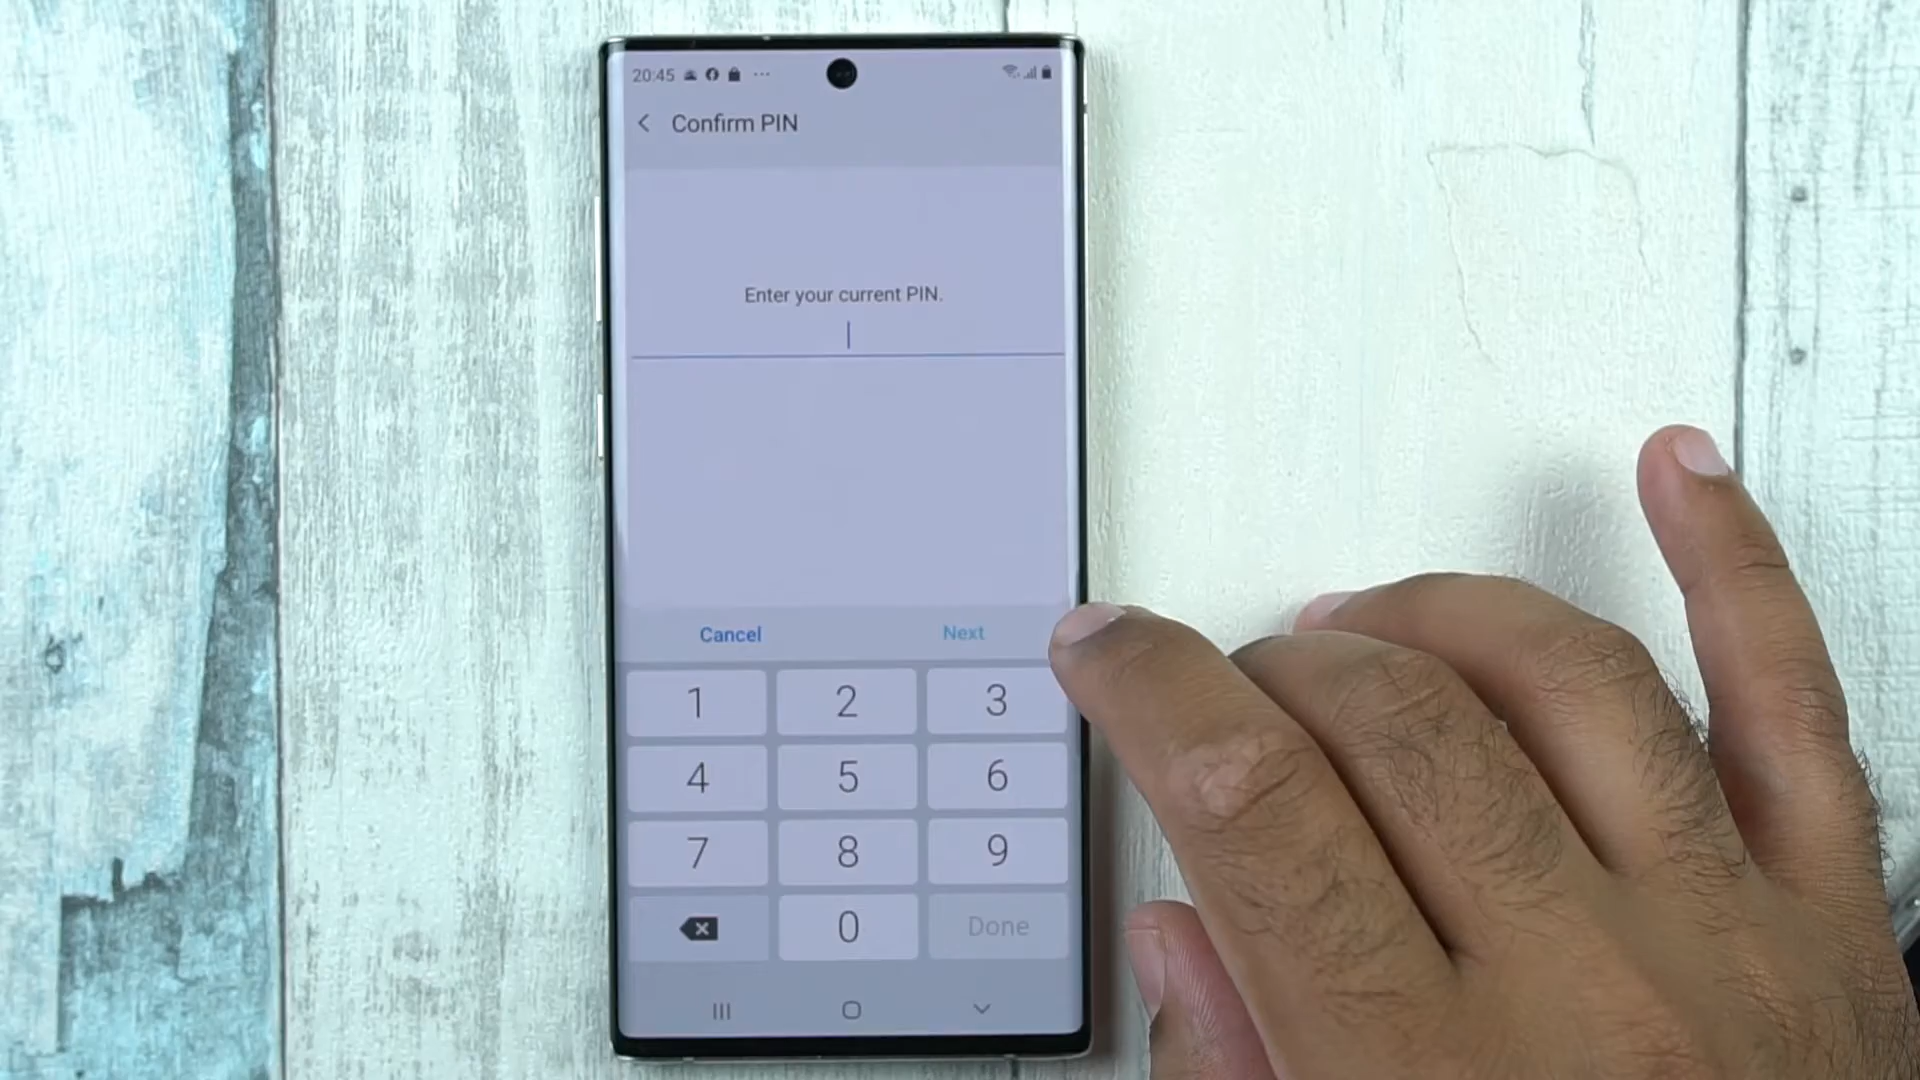 20:45
Confirm PIN
Enter your current PIN.
Cancel Next
1 2 3
4 5 6
7 8 9
0 Done